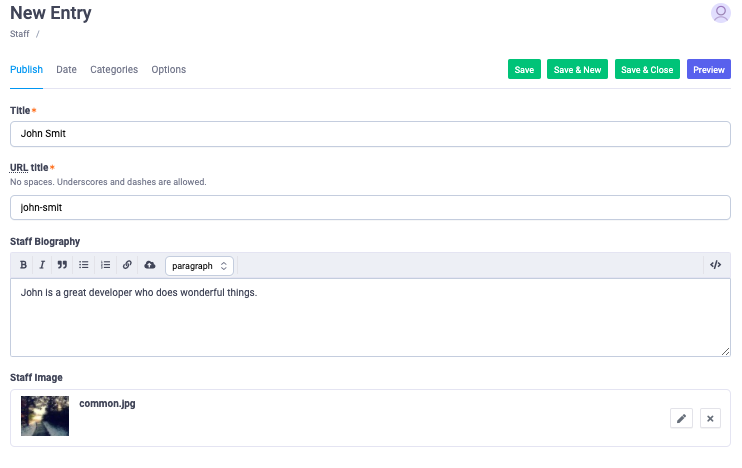 New Entry
Staff /
Publish Date Categories Options Save Save & New Save & Close Preview
Title*
John Smit
URL title*
No spaces. Underscores and dashes are allowed.
john-smit
Staff Biography
B I paragraph
John is a great developer who does wonderful things.
Staff Image
common.jpg